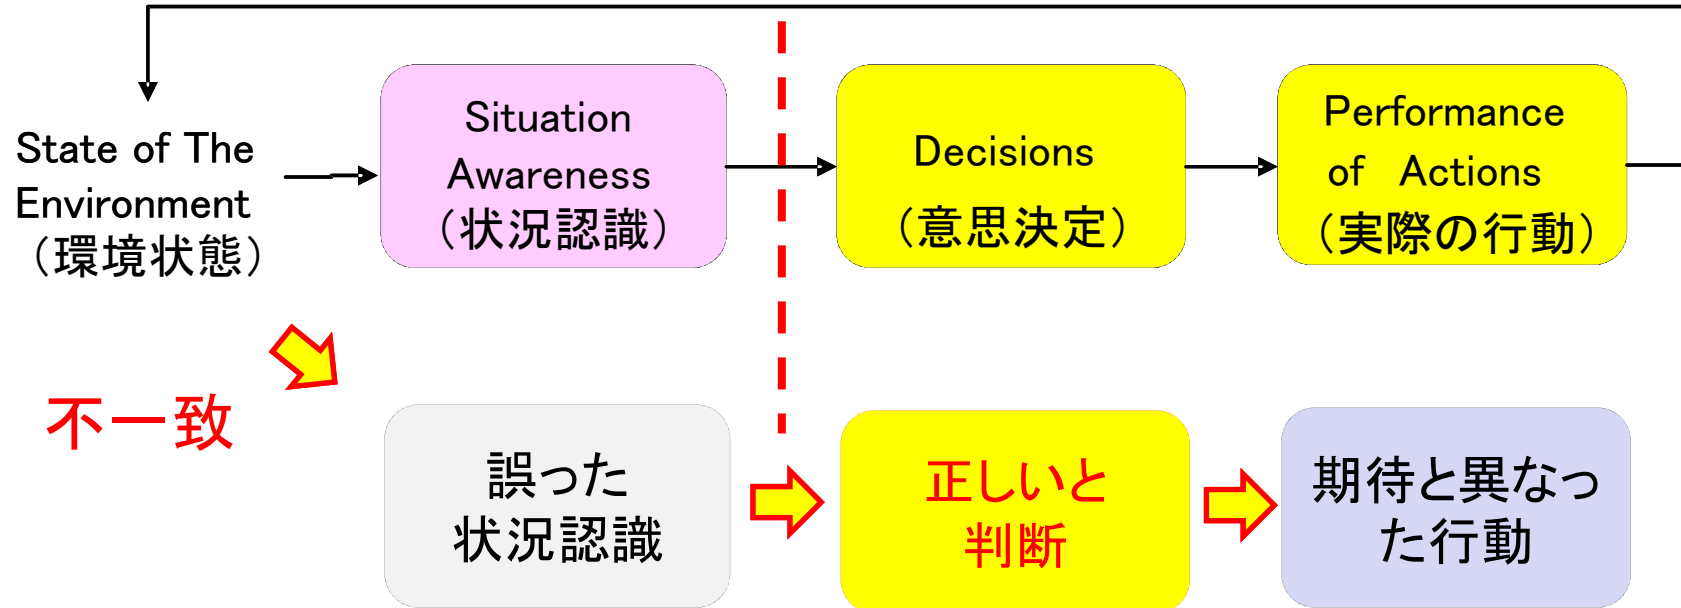 State of The
Environment
（環境状態）
Situation
Awareness
（状況認識）
Decisions
（意思決定）
Performance
of Actions
（実際の行動）
不一致
誤った
状況認識
正しいと
判断
期待と異なっ
た行動